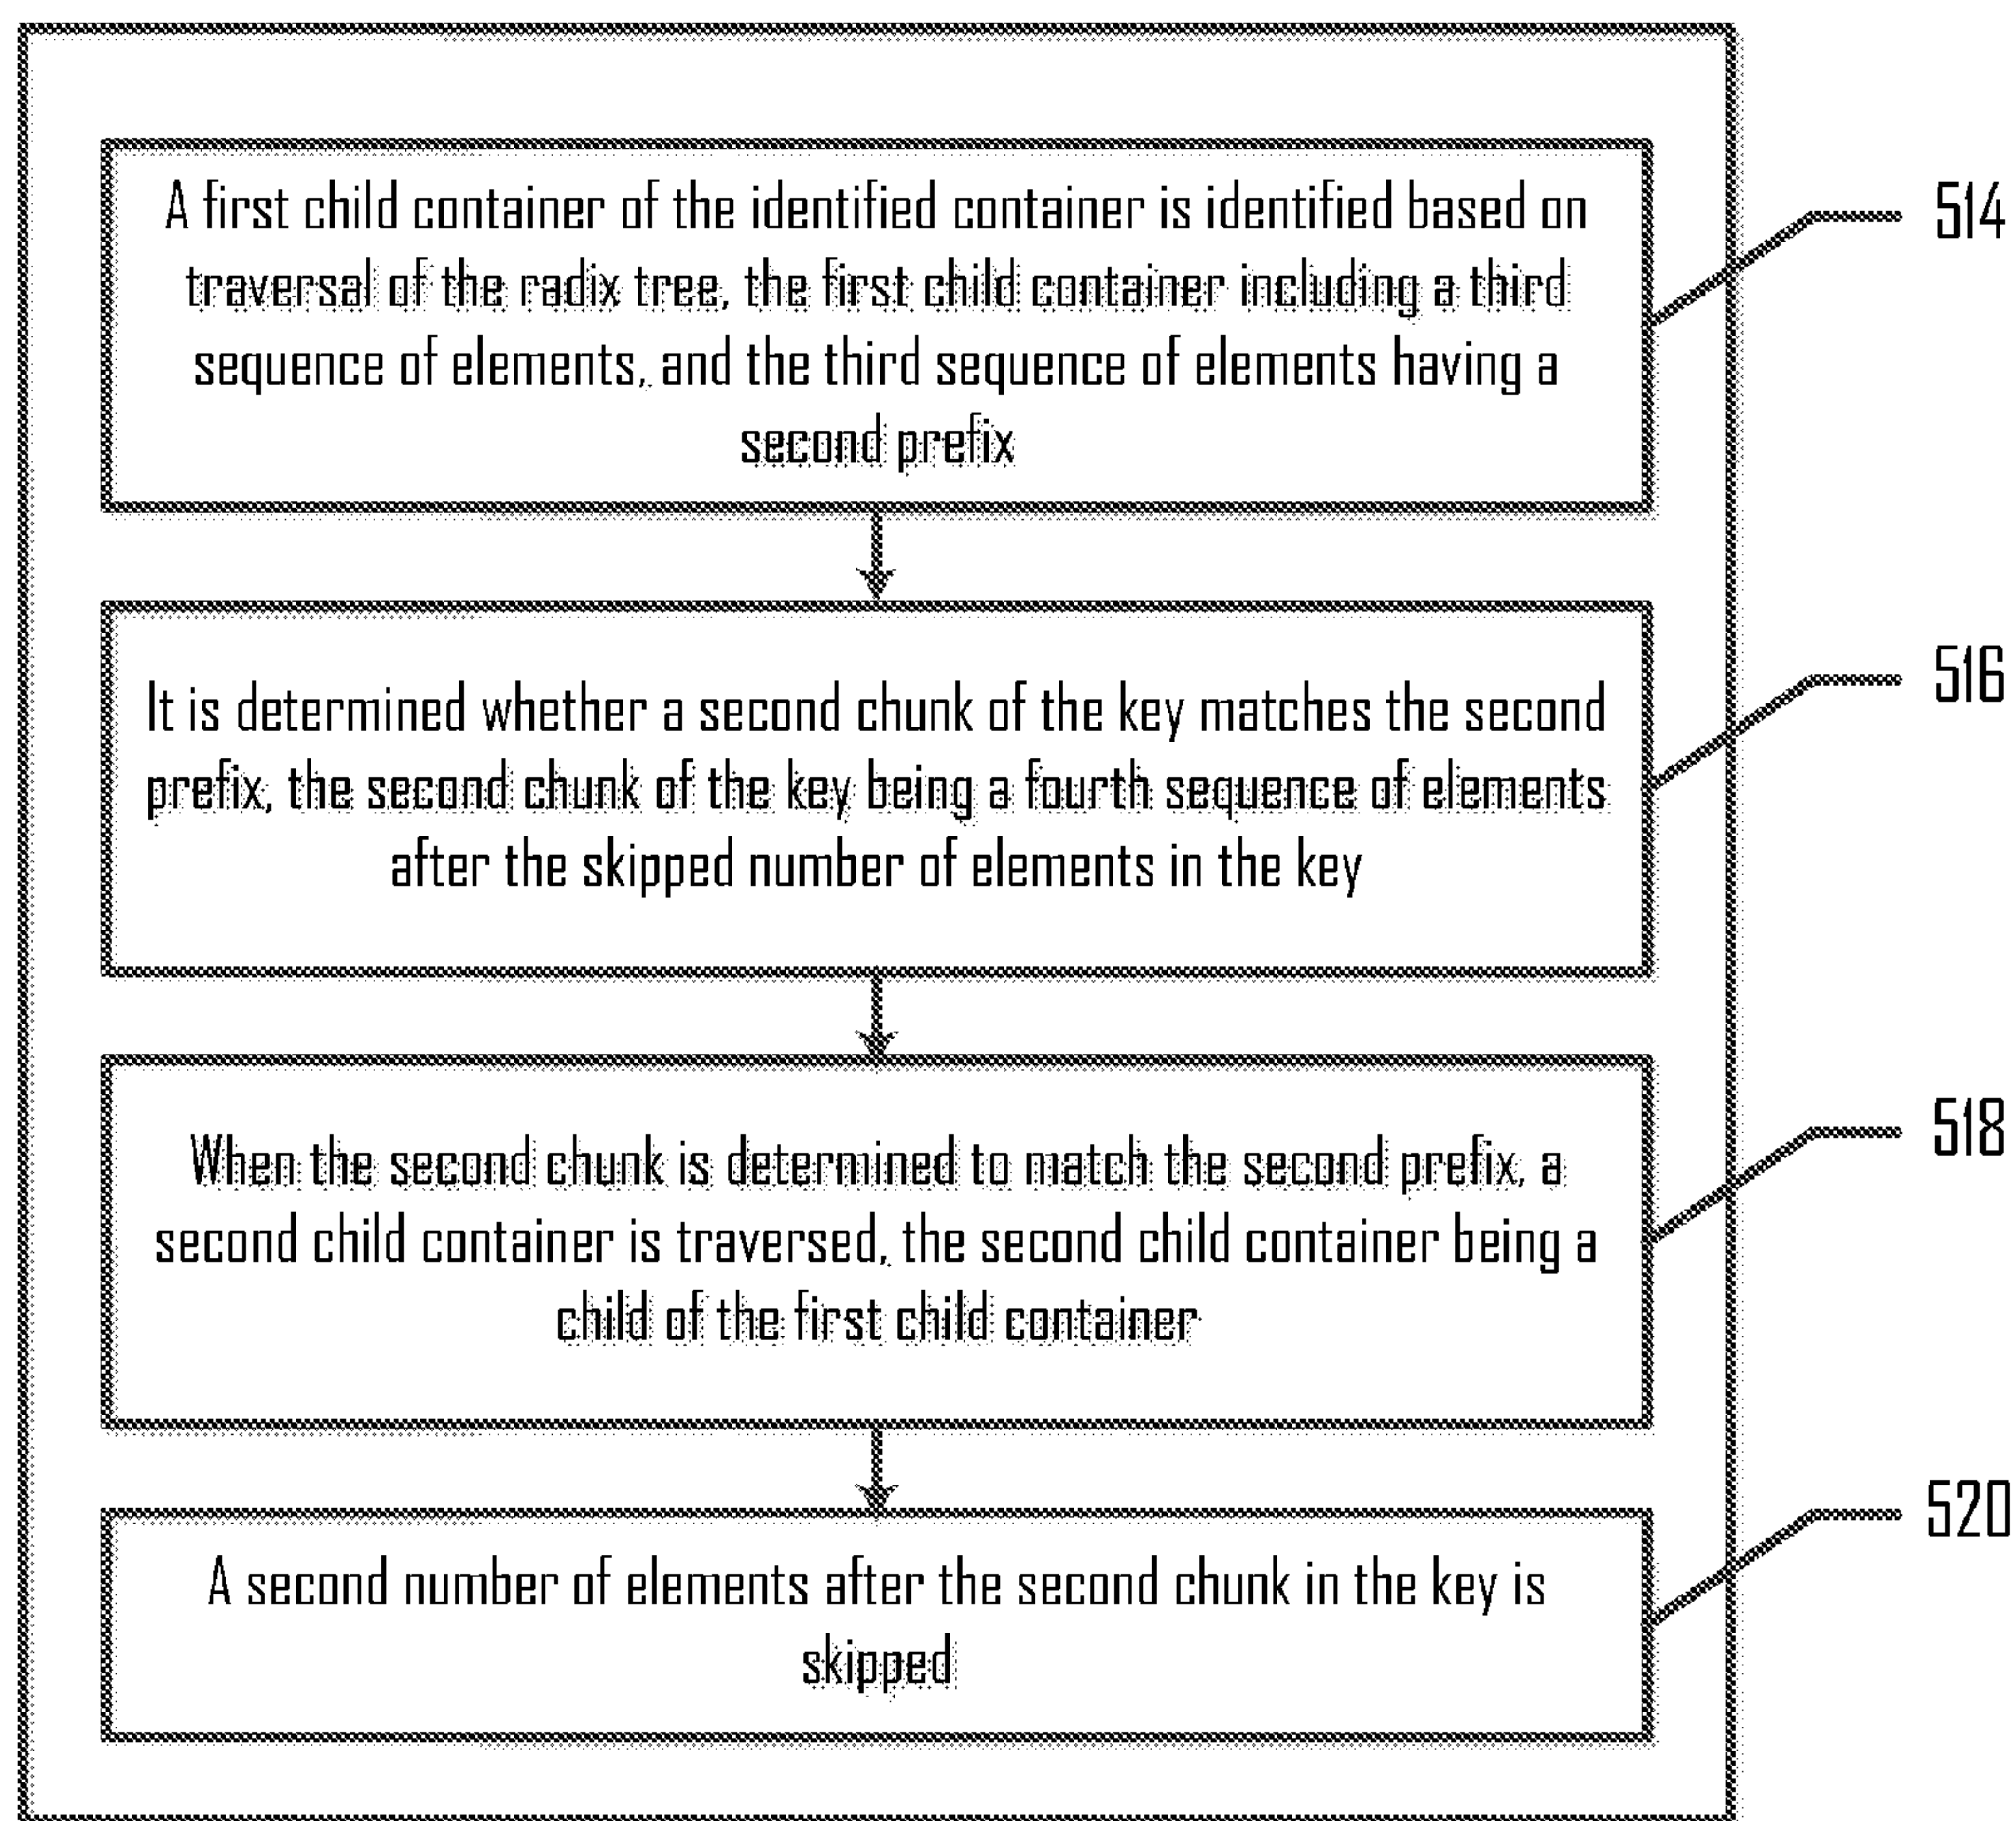 A first child container of the identified container is identified based on
traversal of the radix tree, the first child container including a third
sequence of elements, and the third sequence of elements having a
second prefix
514
It is determined whether a second chunk of the key matches the second
prefix, the second chunk of the key being a fourth sequence of elements
after the skipped number of elements in the key
516
When the second chunk is determined to match the second prefix, a
second child container is traversed, the second child container being a
child of the first child container
518
A second number of elements after the second chunk in the key is
skipped
520